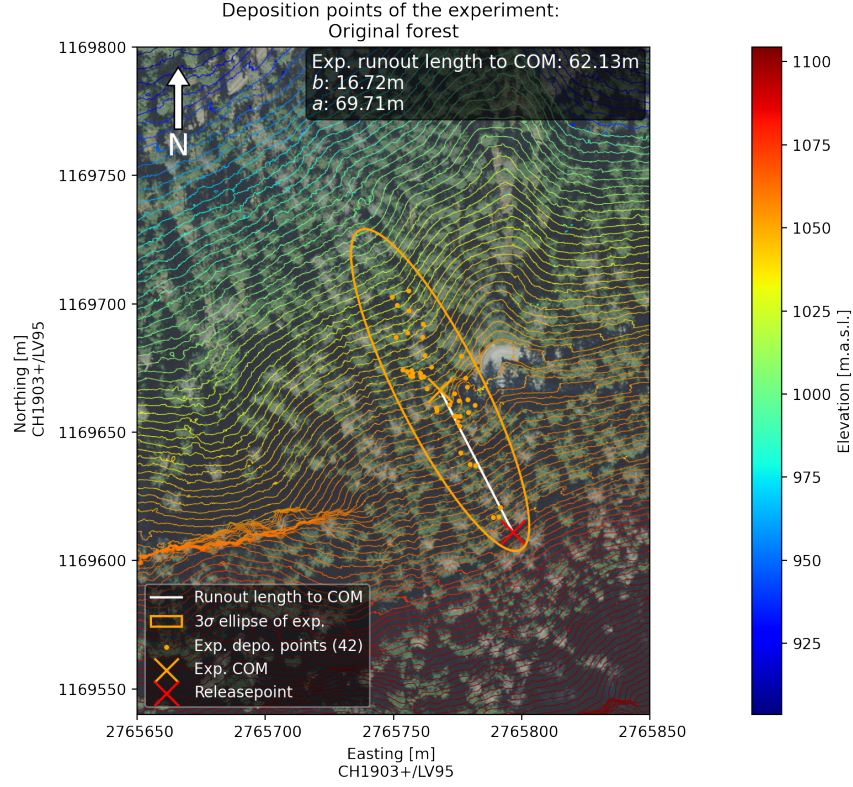 Deposition points of the experiment:
Original forest
Exp. runout length to COM: 62.13m
b: 16.72m
a: 69.71m
N
1169800
1169750
1169700
1169650
1169600
1169550
Northing [m]
CH1903+/LV95
Runout length to COM
3σ ellipse of exp.
Exp. depo. points (42)
Exp. COM
Releasepoint
2765650
2765700
2765750
2765800
2765850
Easting [m]
CH1903+/LV95
1100
1075
1050
1025
1000
975
950
925
Elevation [m.a.s.l.]